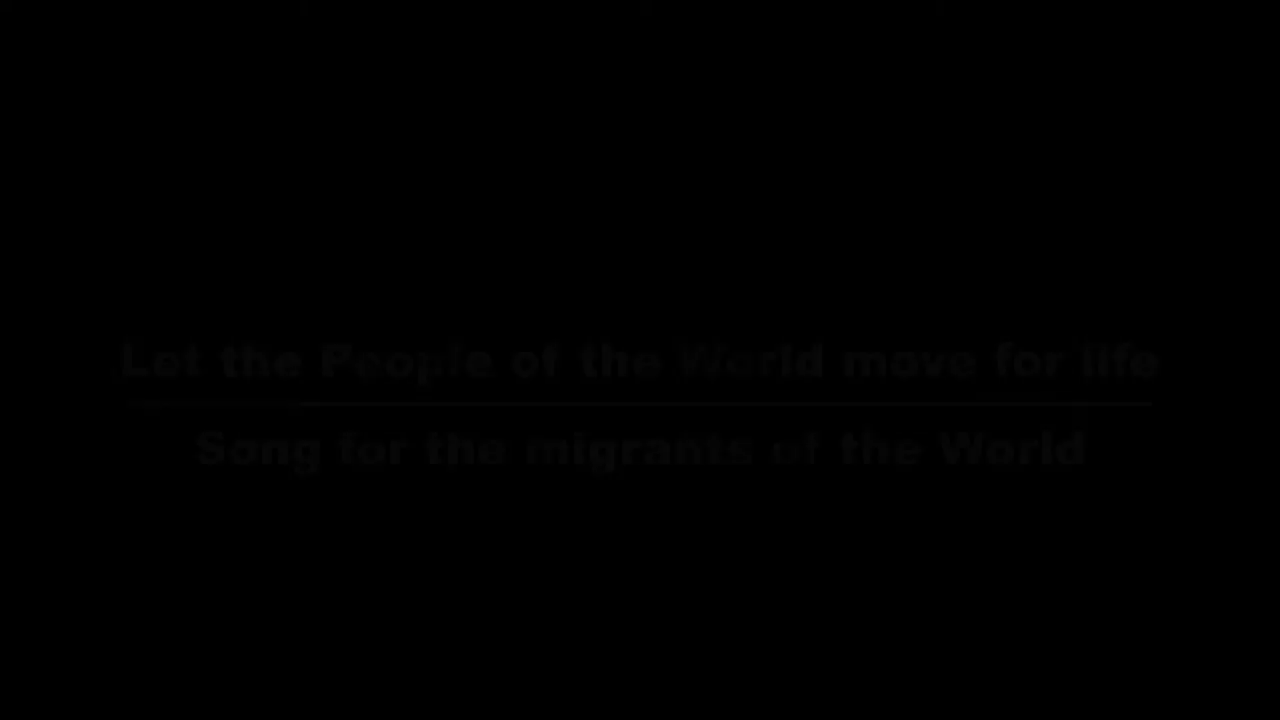 Let the People of the World move for life
Song for the migrants of the World